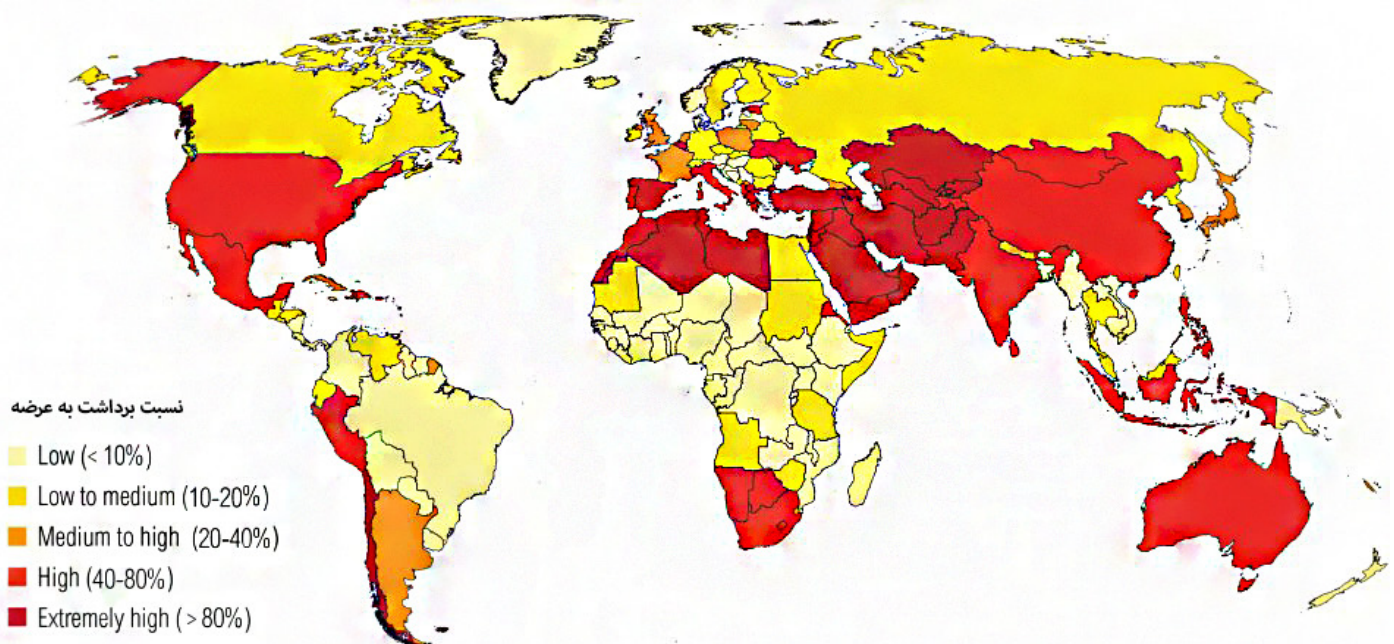 نسبت برداشت به عرضه
Low (< 10%)
Low to medium (10-20%)
Medium to high (20-40%)
High (40-80%)
Extremely high (> 80%)